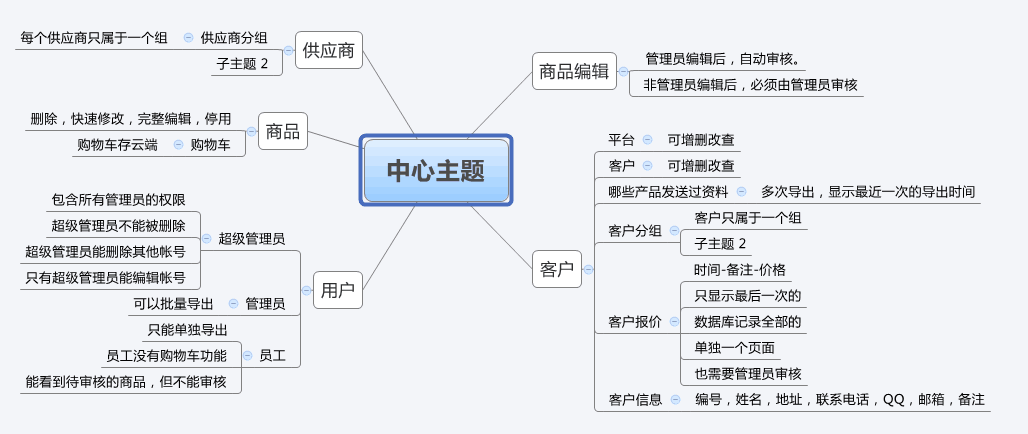 中心主题
供应商
供应商分组
每个供应商只属于一个组
子主题 2
商品
删除，快速修改，完整编辑，停用
购物车
购物车存云端
用户
超级管理员
包含所有管理员的权限
超级管理员不能被删除
超级管理员能删除其他帐号
只有超级管理员能编辑帐号
管理员
可以批量导出
员工
只能单独导出
员工没有购物车功能
能看到待审核的商品，但不能审核
商品编辑
管理员编辑后，自动审核。
非管理员编辑后，必须由管理员审核
客户
平台
可增删改查
客户
可增删改查
哪些产品发送过资料
多次导出，显示最近一次的导出时间
客户分组
客户只属于一个组
子主题 2
客户报价
时间-备注-价格
只显示最后一次的
数据库记录全部的
单独一个页面
也需要管理员审核
客户信息
编号，姓名，地址，联系电话，QQ，邮箱，备注